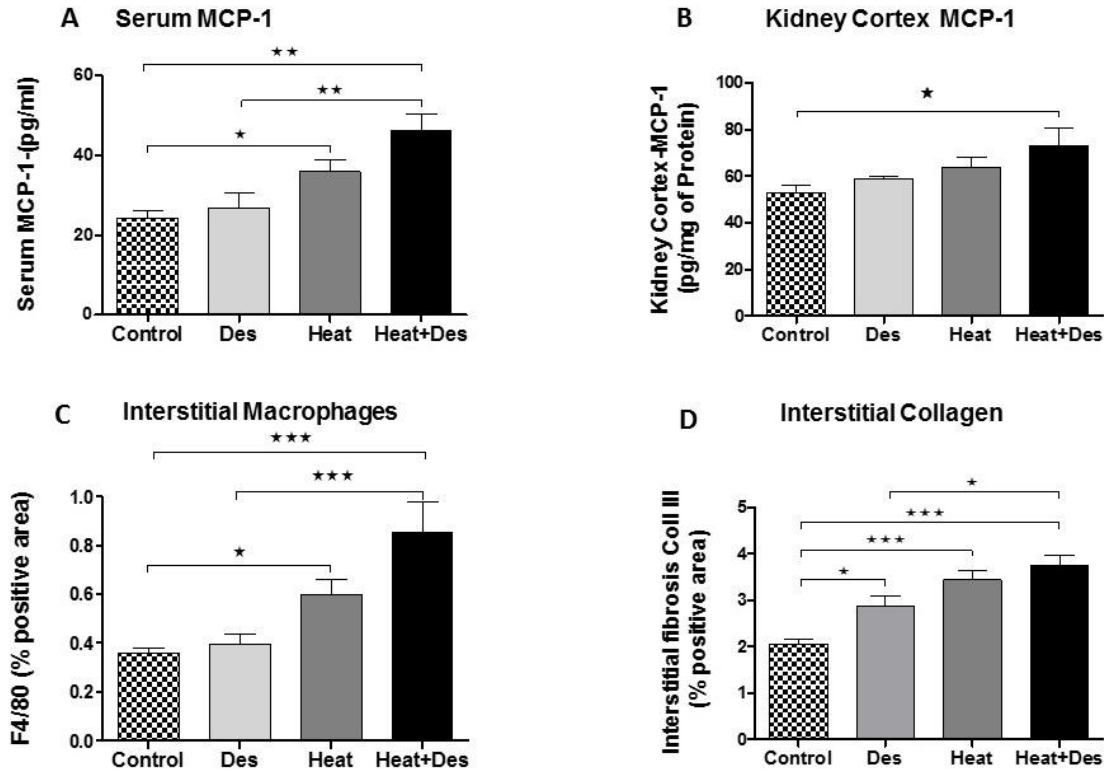 A Serum MCP-1
Serum MCP-1-(pg/ml)
60
40
20
0
★★
★★
★
Control Des Heat Heat+Des
B Kidney Cortex MCP-1
Kidney Cortex-MCP-1
(pg/mg of Protein)
100
80
60
40
20
0
★
Control Des Heat Heat+Des
C Interstitial Macrophages
F4/80 (% positive area)
1.0
0.8
0.6
0.4
0.2
0.0
★★★
★★★
★
Control Des Heat Heat+Des
D Interstitial Collagen
Interstitial fibrosis Coll III
(% positive area)
5
4
3
2
1
0
★
★★★
★★★
★
Control Des Heat Heat+Des